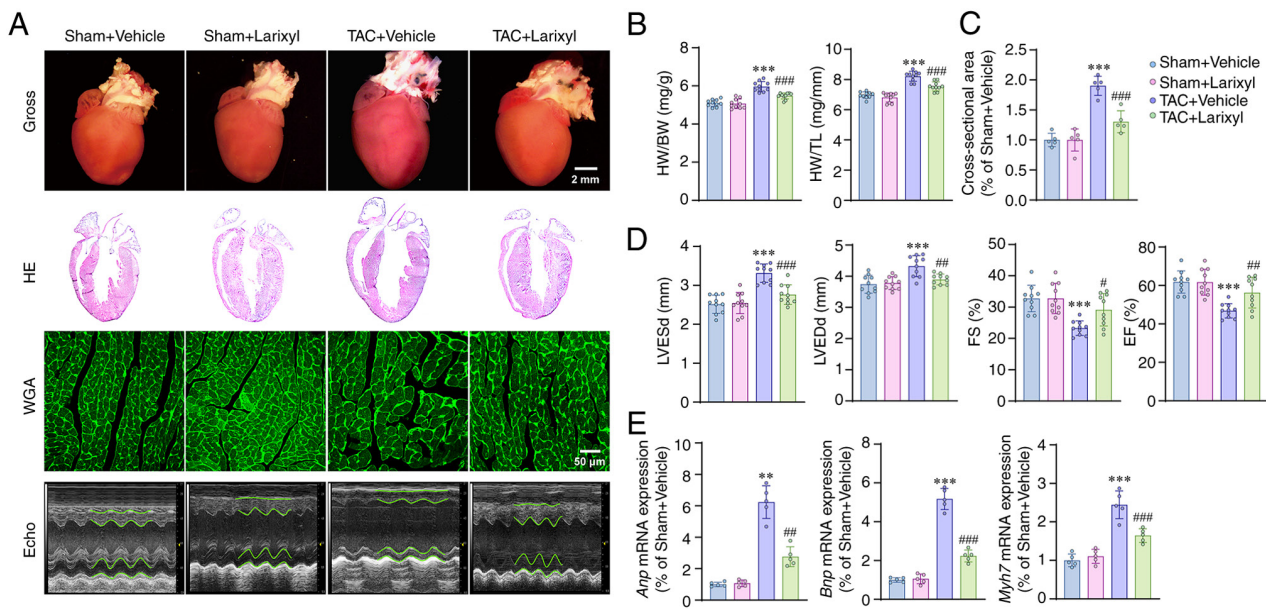 A
Sham+Vehicle
Sham+Larixyl
TAC+Vehicle
TAC+Larixyl
Gross
2 mm
HE
WGA
50 µm
Echo
B
HW/BW (mg/g)
8
6
4
2
0
***
###
HW/TL (mg/mm)
10
8
6
4
2
0
***
###
C
Cross-sectional area
(% of Sham-Vehicle)
2.5
2.0
1.5
1.0
0.5
0.0
***
###
Sham+Vehicle
Sham+Larixyl
TAC+Vehicle
TAC+Larixyl
D
LVESd (mm)
4
3
2
1
0
***
###
LVEDd (mm)
5
4
3
2
1
0
***
##
FS (%)
50
40
30
20
10
0
***
#
EF (%)
80
60
40
20
0
***
##
E
Anp mRNA expression
(% of Sham+Vehicle)
10
8
6
4
2
0
**
##
Bnp mRNA expression
(% of Sham+Vehicle)
8
6
4
2
0
***
###
Myh7 mRNA expression
(% of Sham+Vehicle)
4
3
2
1
0
***
###